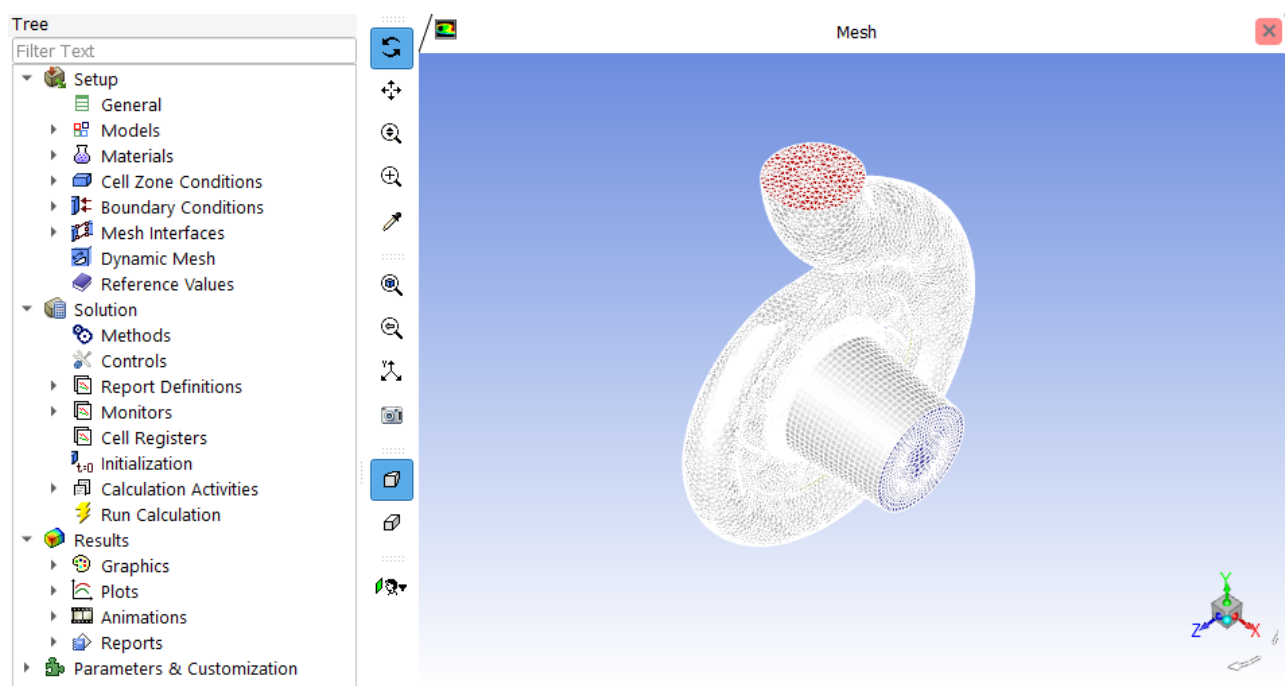 Tree
Filter Text
Setup
General
Models
Materials
Cell Zone Conditions
Boundary Conditions
Mesh Interfaces
Dynamic Mesh
Reference Values
Solution
Methods
Controls
Report Definitions
Monitors
Cell Registers
t=0 Initialization
Calculation Activities
Run Calculation
Results
Graphics
Plots
Animations
Reports
Parameters & Customization
Mesh
Y
Z X